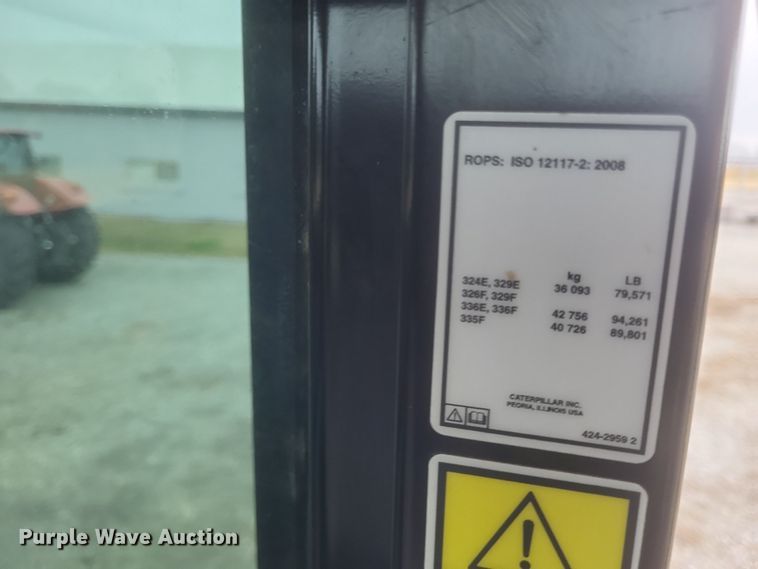 ROPS: ISO 12117-2: 2008
kg LB
324E, 329E 36 093 79,571
326F, 329F
336E, 336F 42 756 94,261
335F 40 726 89,801
CATERPILLAR INC.
PEORIA, ILLINOIS USA
424-2959 2
Purple Wave Auction